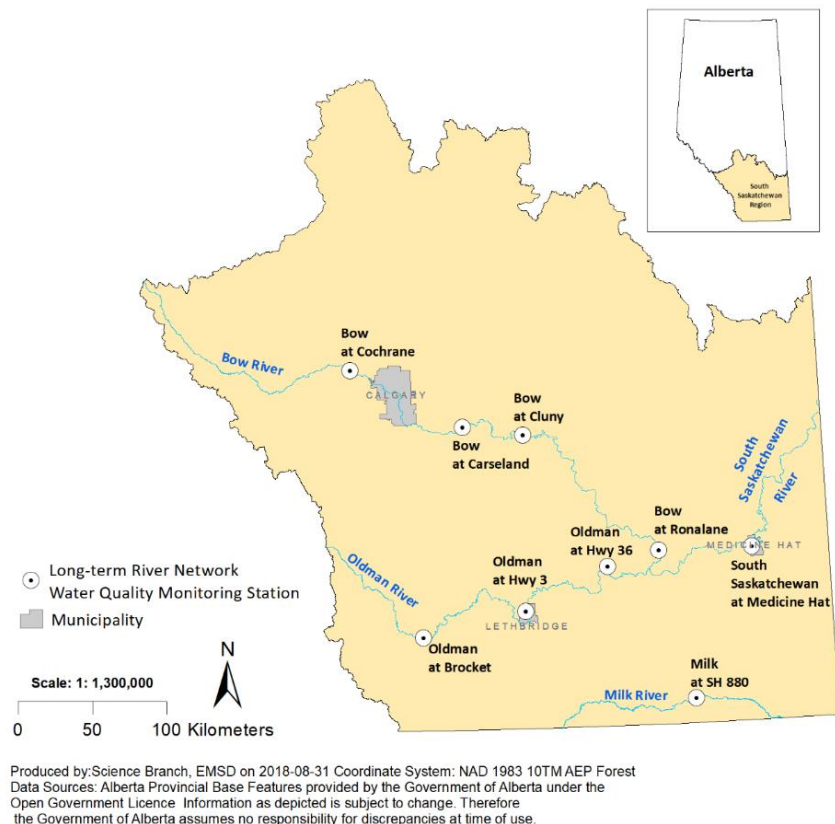 Alberta
South
Saskatchewan
Region
Bow
at Cochrane
Bow River
CALGARY
Bow
at Cluny
Bow
at Carseland
South
Saskatchewan
River
Bow
at Ronalane
Oldman
at Hwy 36
MEDICINE HAT
Oldman
at Hwy 3
South
Saskatchewan
at Medicine Hat
Oldman River
LETHBRIDGE
Oldman
at Brocket
Milk
at SH 880
Milk River
Long-term River Network
Water Quality Monitoring Station
Municipality
N
Scale: 1: 1,300,000
0 50 100 Kilometers
Produced by:Science Branch, EMSD on 2018-08-31 Coordinate System: NAD 1983 10TM AEP Forest
Data Sources: Alberta Provincial Base Features provided by the Government of Alberta under the
Open Government Licence Information as depicted is subject to change. Therefore
the Government of Alberta assumes no responsibility for discrepancies at time of use.